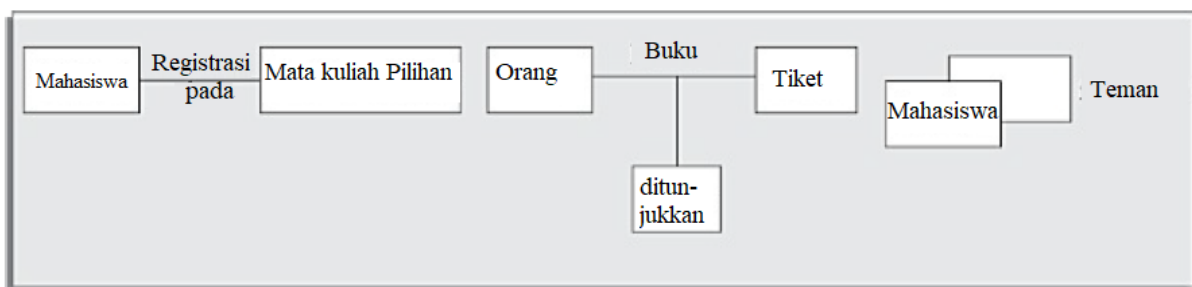 Mahasiswa
Registrasi
pada
Mata kuliah Pilihan
Orang
Buku
Tiket
ditun-
jukkan
Mahasiswa
Teman